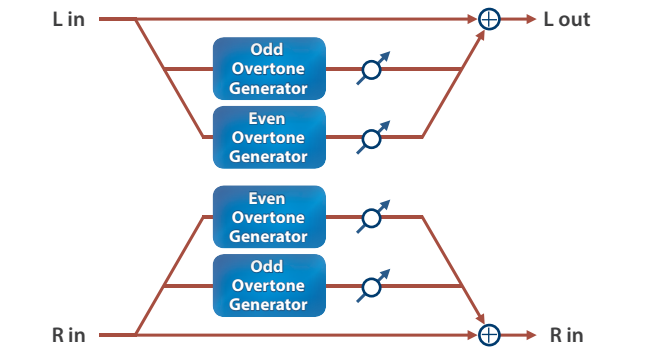 L in
L out
Odd
Overtone
Generator
Even
Overtone
Generator
Even
Overtone
Generator
Odd
Overtone
Generator
R in
R in